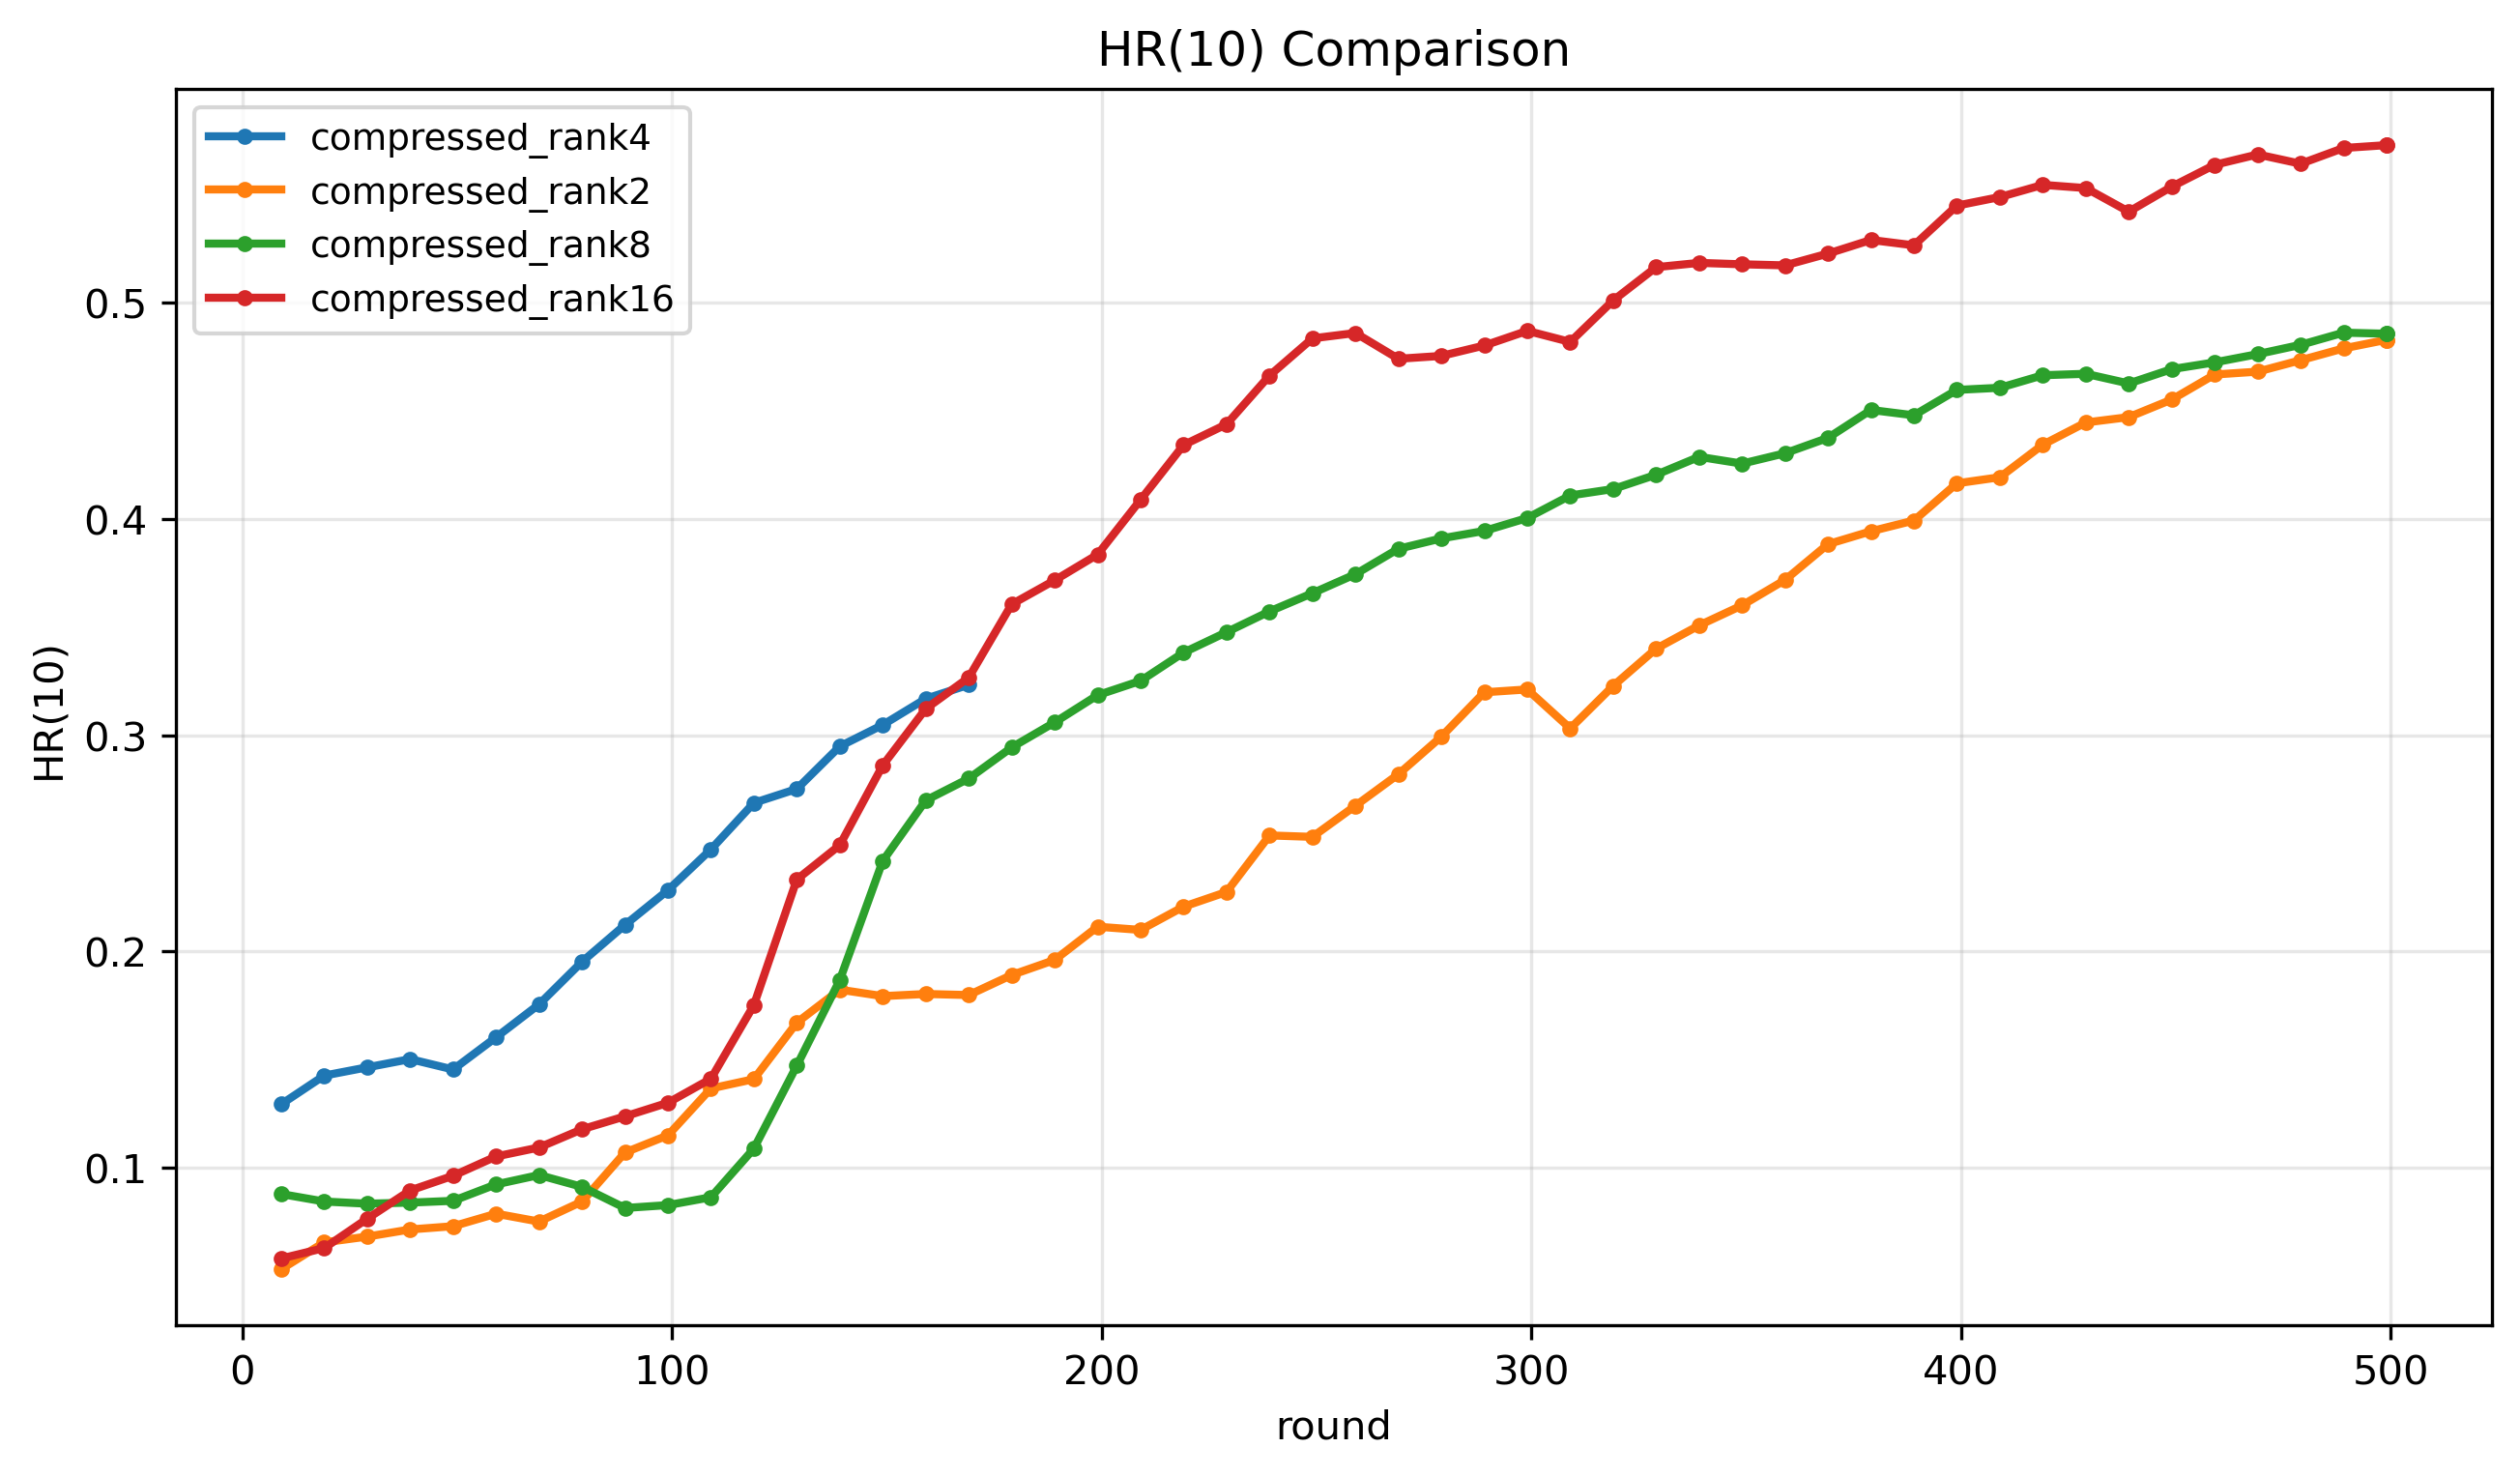 HR(10) Comparison
compressed_rank4
compressed_rank2
compressed_rank8
compressed_rank16
HR(10)
0.5
0.4
0.3
0.2
0.1
0 100 200 300 400 500
round